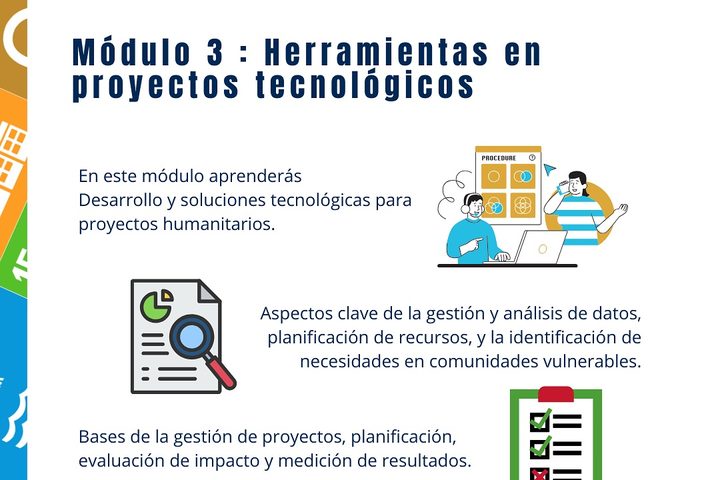 Módulo 3 : Herramientas en
proyectos tecnológicos
En este módulo aprenderás
Desarrollo y soluciones tecnológicas para
proyectos humanitarios.
PROCEDURE
?
Aspectos clave de la gestión y análisis de datos,
planificación de recursos, y la identificación de
necesidades en comunidades vulnerables.
Bases de la gestión de proyectos, planificación,
evaluación de impacto y medición de resultados.
15